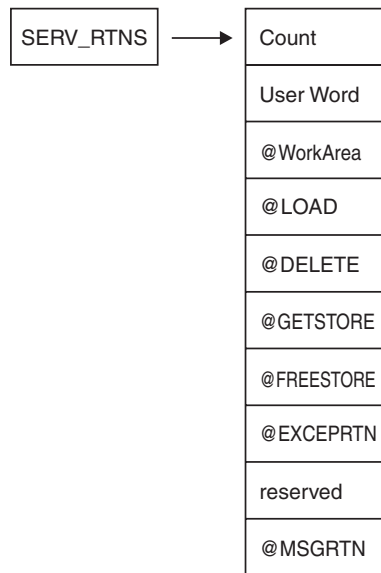 SERV_RTNS
Count
User Word
@WorkArea
@LOAD
@DELETE
@GETSTORE
@FREESTORE
@EXCEPRTN
reserved
@MSGRTN